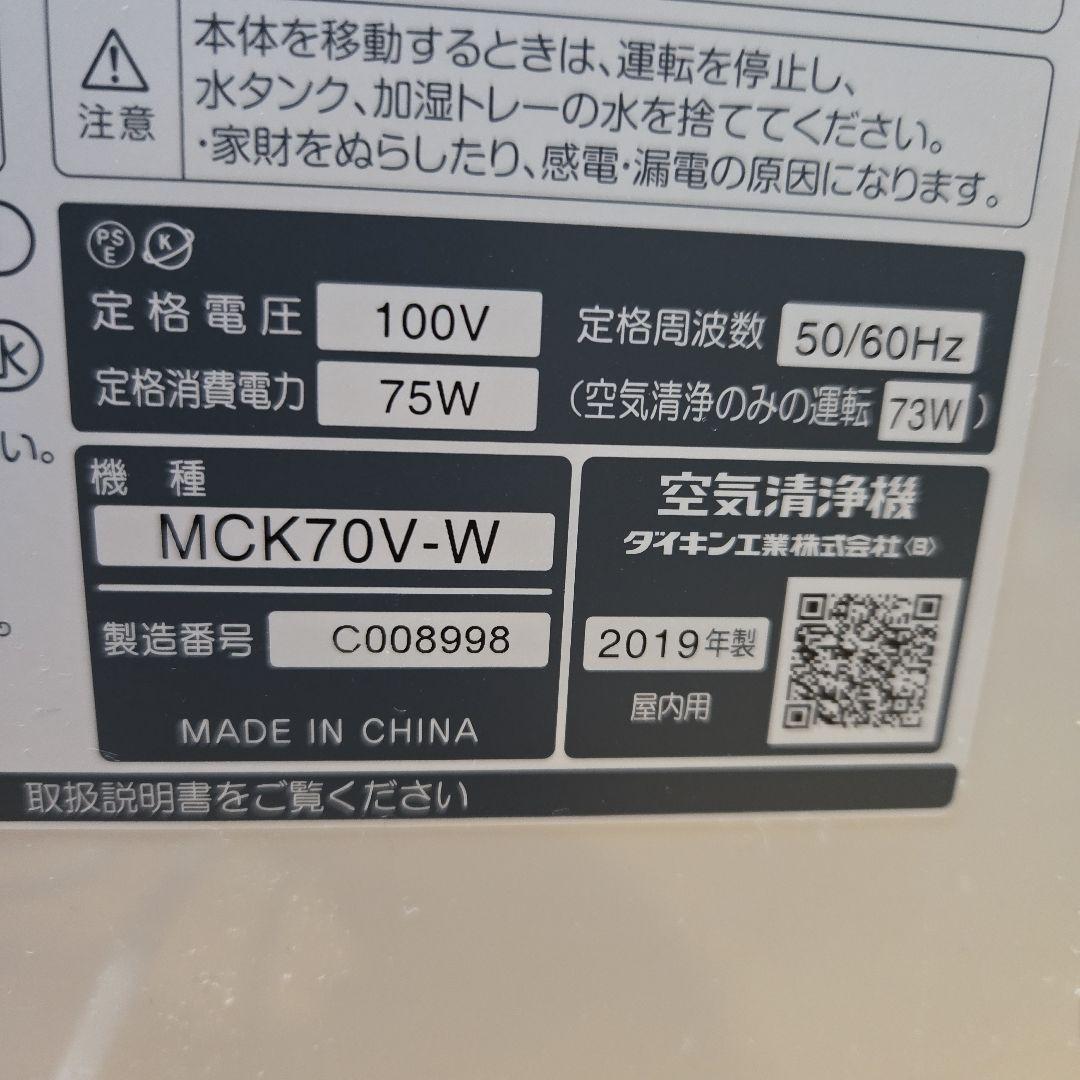 注意
本体を移動するときは、運転を停止し、
水タンク、加湿トレーの水を捨ててください。
・家財をぬらしたり、感電・漏電の原因になります。
PS
E
K
定格電圧 100V 定格周波数 50/60Hz
定格消費電力 75W (空気清浄のみの運転 73W)
K
い。
機種
MCK70V-W
製造番号 C008998
MADE IN CHINA
空気清浄機
ダイキン工業株式会社〈B〉
2019年製
屋内用
取扱説明書をご覧ください